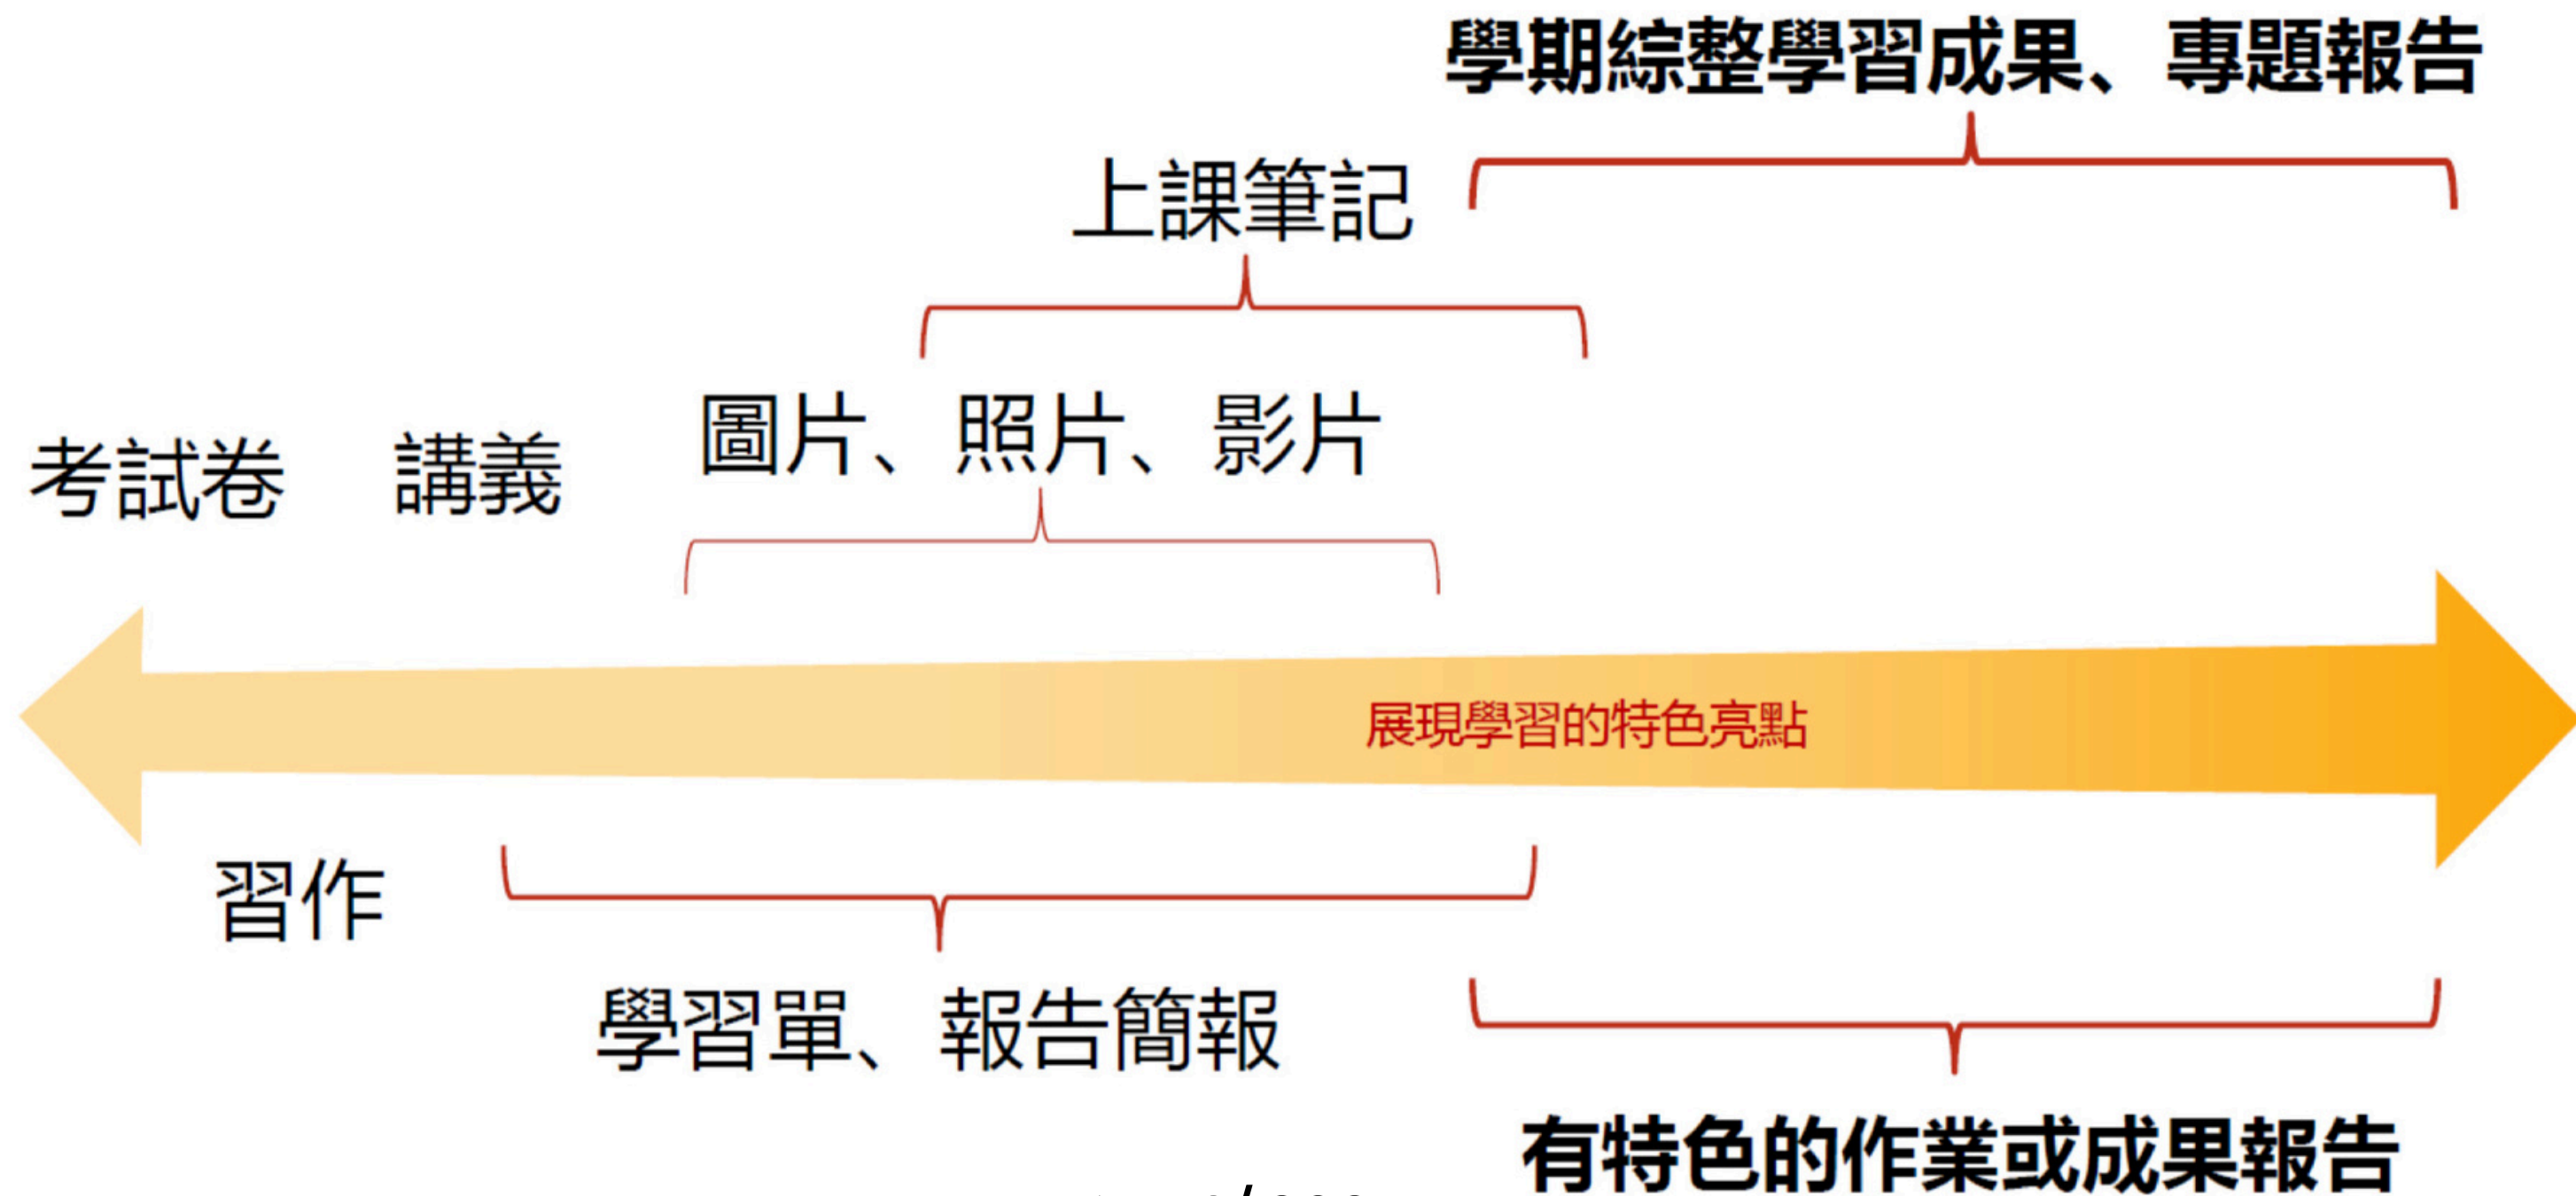 學期綜整學習成果、專題報告
上課筆記
圖片、照片、影片
考試卷
講義
展現學習的特色亮點
習作
學習單、報告簡報
有特色的作業或成果報告